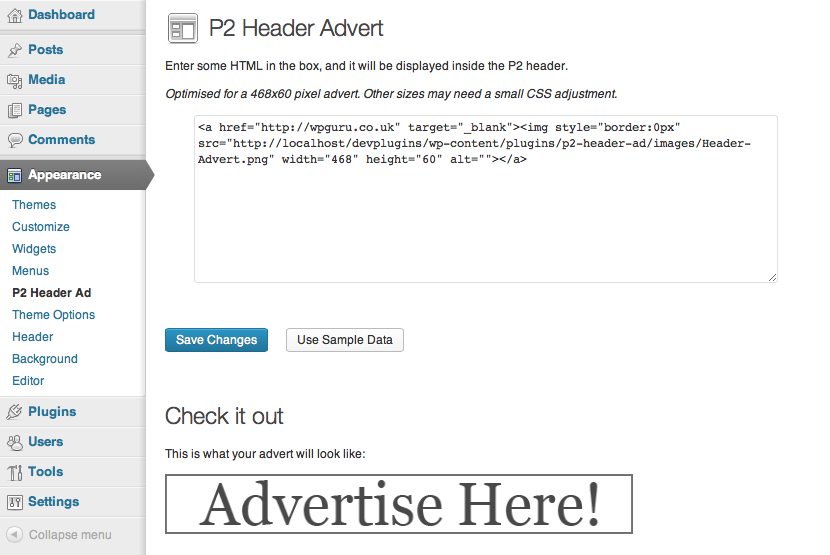 Dashboard
Posts
Media
Pages
Comments
Appearance
Themes
Customize
Widgets
Menus
P2 Header Ad
Theme Options
Header
Background
Editor
Plugins
Users
Tools
Settings
Collapse menu
P2 Header Advert
Enter some HTML in the box, and it will be displayed inside the P2 header.
Optimised for a 468x60 pixel advert. Other sizes may need a small CSS adjustment.
<a href="http://wpguru.co.uk" target="_blank"><img style="border:0px"
src="http://localhost/devplugins/wp-content/plugins/p2-header-ad/images/Header-
Advert.png" width="468" height="60" alt=""></a>
Save Changes
Use Sample Data
Check it out
This is what your advert will look like:
Advertise Here!